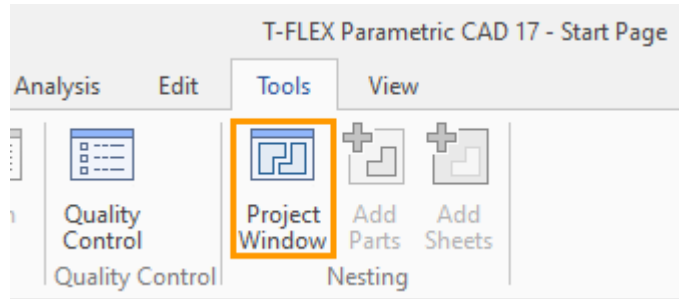 T-FLEX Parametric CAD 17 - Start Page
Analysis Edit Tools View
Quality Control
Project Window
Add Parts
Add Sheets
Quality Control Nesting